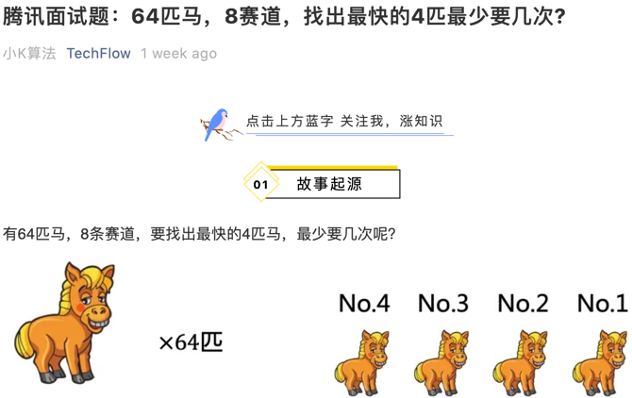 腾讯面试题：64匹马，8赛道，找出最快的4匹最少要几次?
小K算法 TechFlow 1 week ago
点击上方蓝字 关注我，涨知识
01 故事起源
有64匹马，8条赛道，要找出最快的4匹马，最少要几次呢?
No.4 No.3 No.2 No.1
×64匹